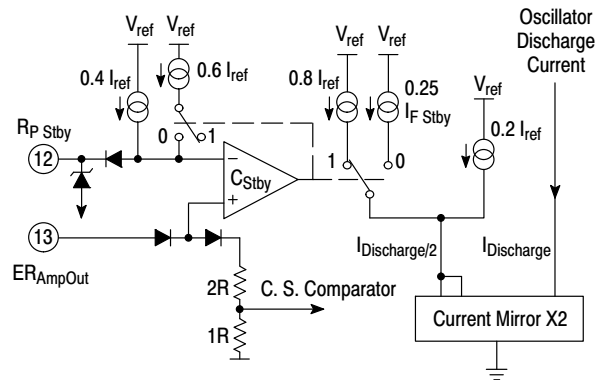 Oscillator
Discharge
Current
Vref
Vref
Vref
Vref
Vref
0.4 Iref
0.6 Iref
0.8 Iref
0.25
IF Stby
0.2 Iref
RP Stby
12
0
1
1
0
CStby
−
+
13
ERAmpOut
2R
C. S. Comparator
1R
IDischarge/2
IDischarge
Current Mirror X2